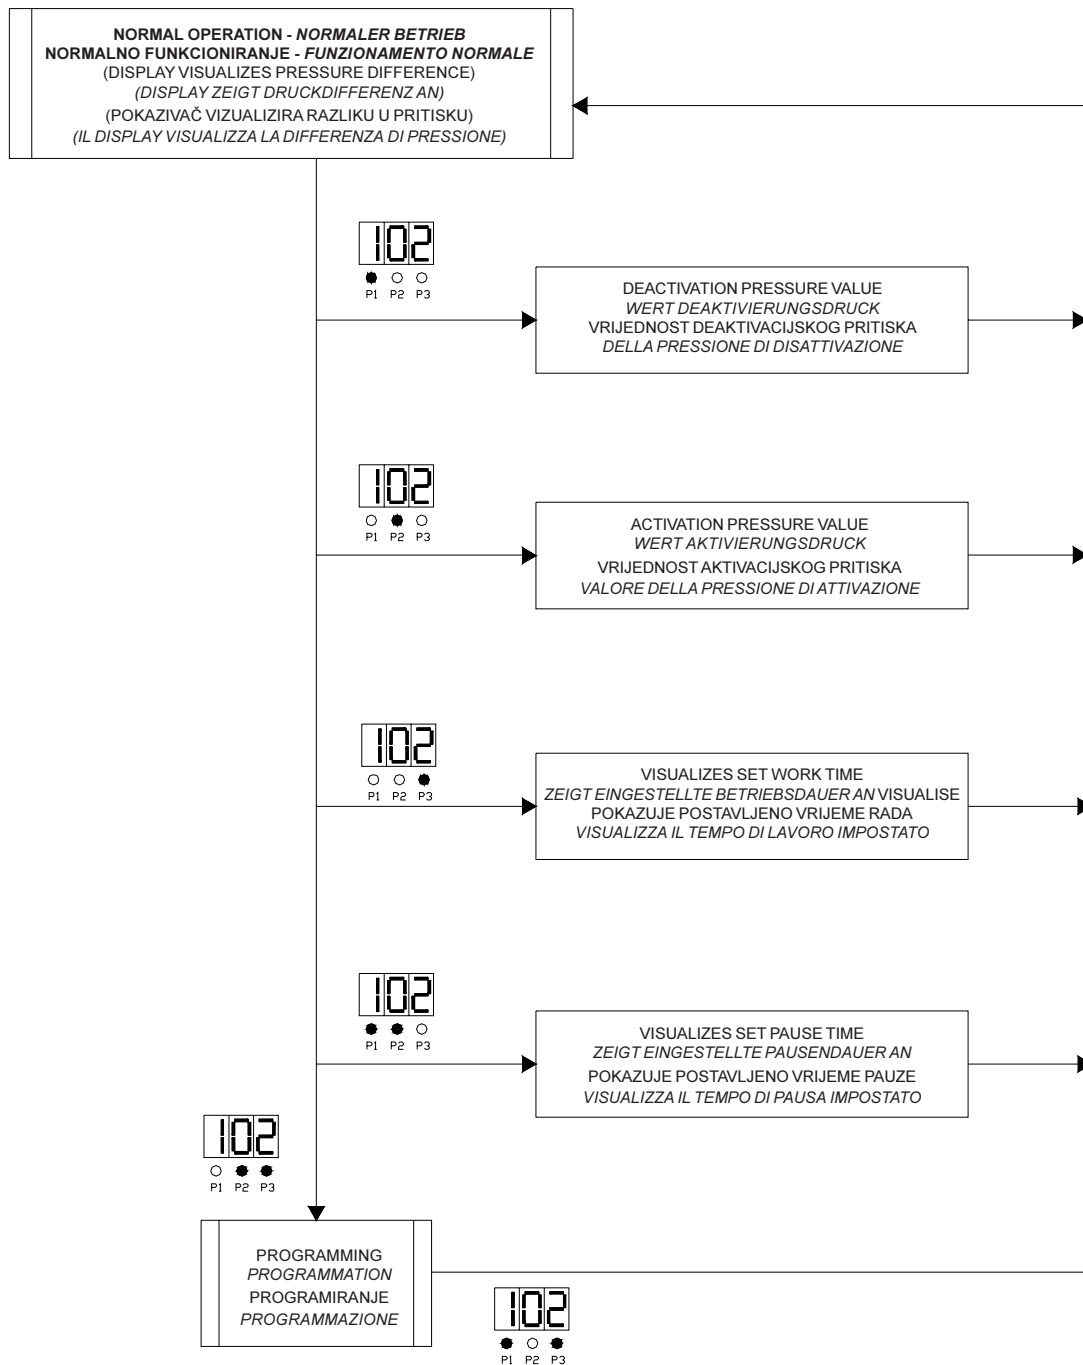 NORMAL OPERATION - NORMALER BETRIEB
NORMALNO FUNKCIONIRANJE - FUNZIONAMENTO NORMALE
(DISPLAY VISUALIZES PRESSURE DIFFERENCE)
(DISPLAY ZEIGT DRUCKDIFFERENZ AN)
(POKAZIVAČ VIZUALIZIRA RAZLIKU U PRITISKU)
(IL DISPLAY VISUALIZZA LA DIFFERENZA DI PRESSIONE)
102
P1 P2 P3
DEACTIVATION PRESSURE VALUE
WERT DEAKTIVIERUNGSDRUCK
VRIJEDNOST DEAKTIVACIJSKOG PRITISKA
DELLA PRESSIONE DI DISATTIVAZIONE
102
P1 P2 P3
ACTIVATION PRESSURE VALUE
WERT AKTIVIERUNGSDRUCK
VRIJEDNOST AKTIVACIJSKOG PRITISKA
VALORE DELLA PRESSIONE DI ATTIVAZIONE
102
P1 P2 P3
VISUALIZES SET WORK TIME
ZEIGT EINGESTELLTE BETRIEBSDAUER AN VISUALISE
POKAZUJE POSTAVLJENO VRIJEME RADA
VISUALIZZA IL TEMPO DI LAVORO IMPOSTATO
102
P1 P2 P3
VISUALIZES SET PAUSE TIME
ZEIGT EINGESTELLTE PAUSENDAUER AN
POKAZUJE POSTAVLJENO VRIJEME PAUZE
VISUALIZZA IL TEMPO DI PAUSA IMPOSTATO
102
P1 P2 P3
PROGRAMMING
PROGRAMMATION
PROGRAMIRANJE
PROGRAMMAZIONE
102
P1 P2 P3